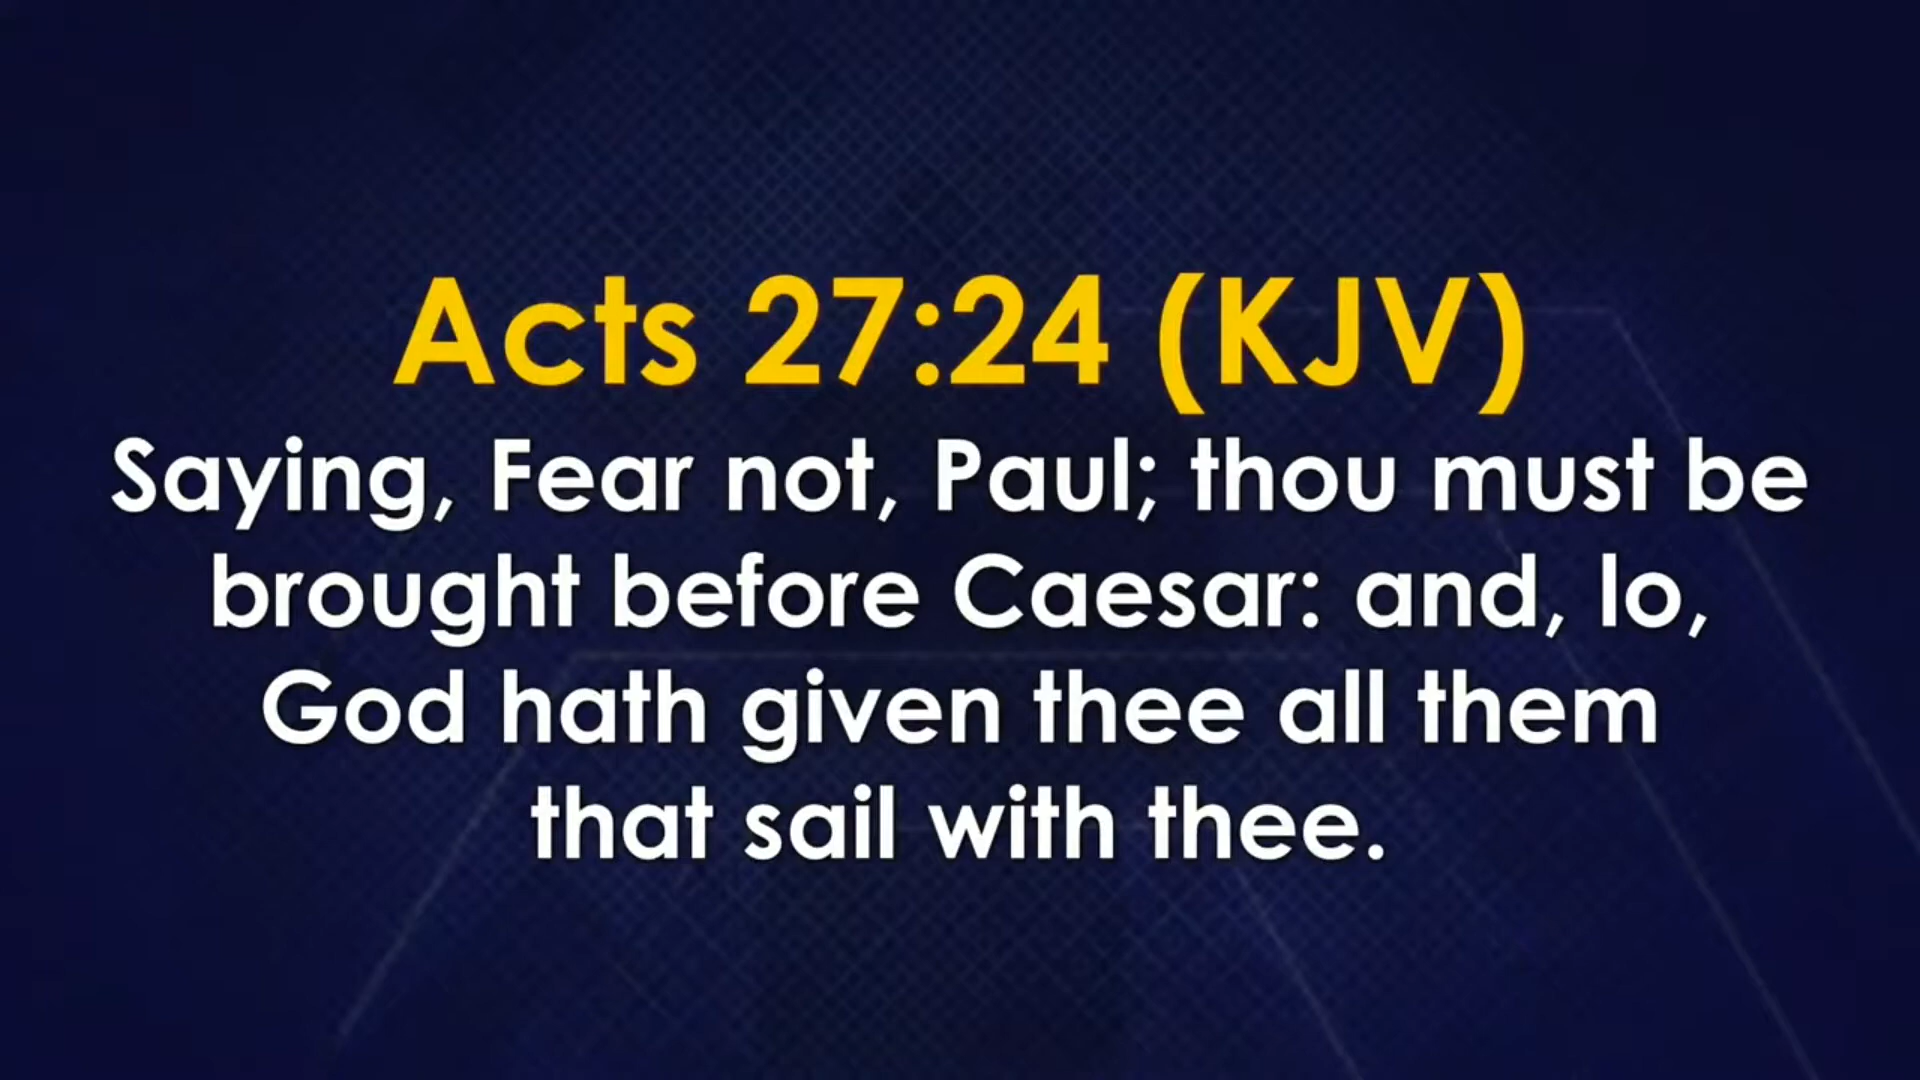 Acts 27:24 (KJV)
Saying, Fear not, Paul; thou must be
brought before Caesar: and, lo,
God hath given thee all them
that sail with thee.